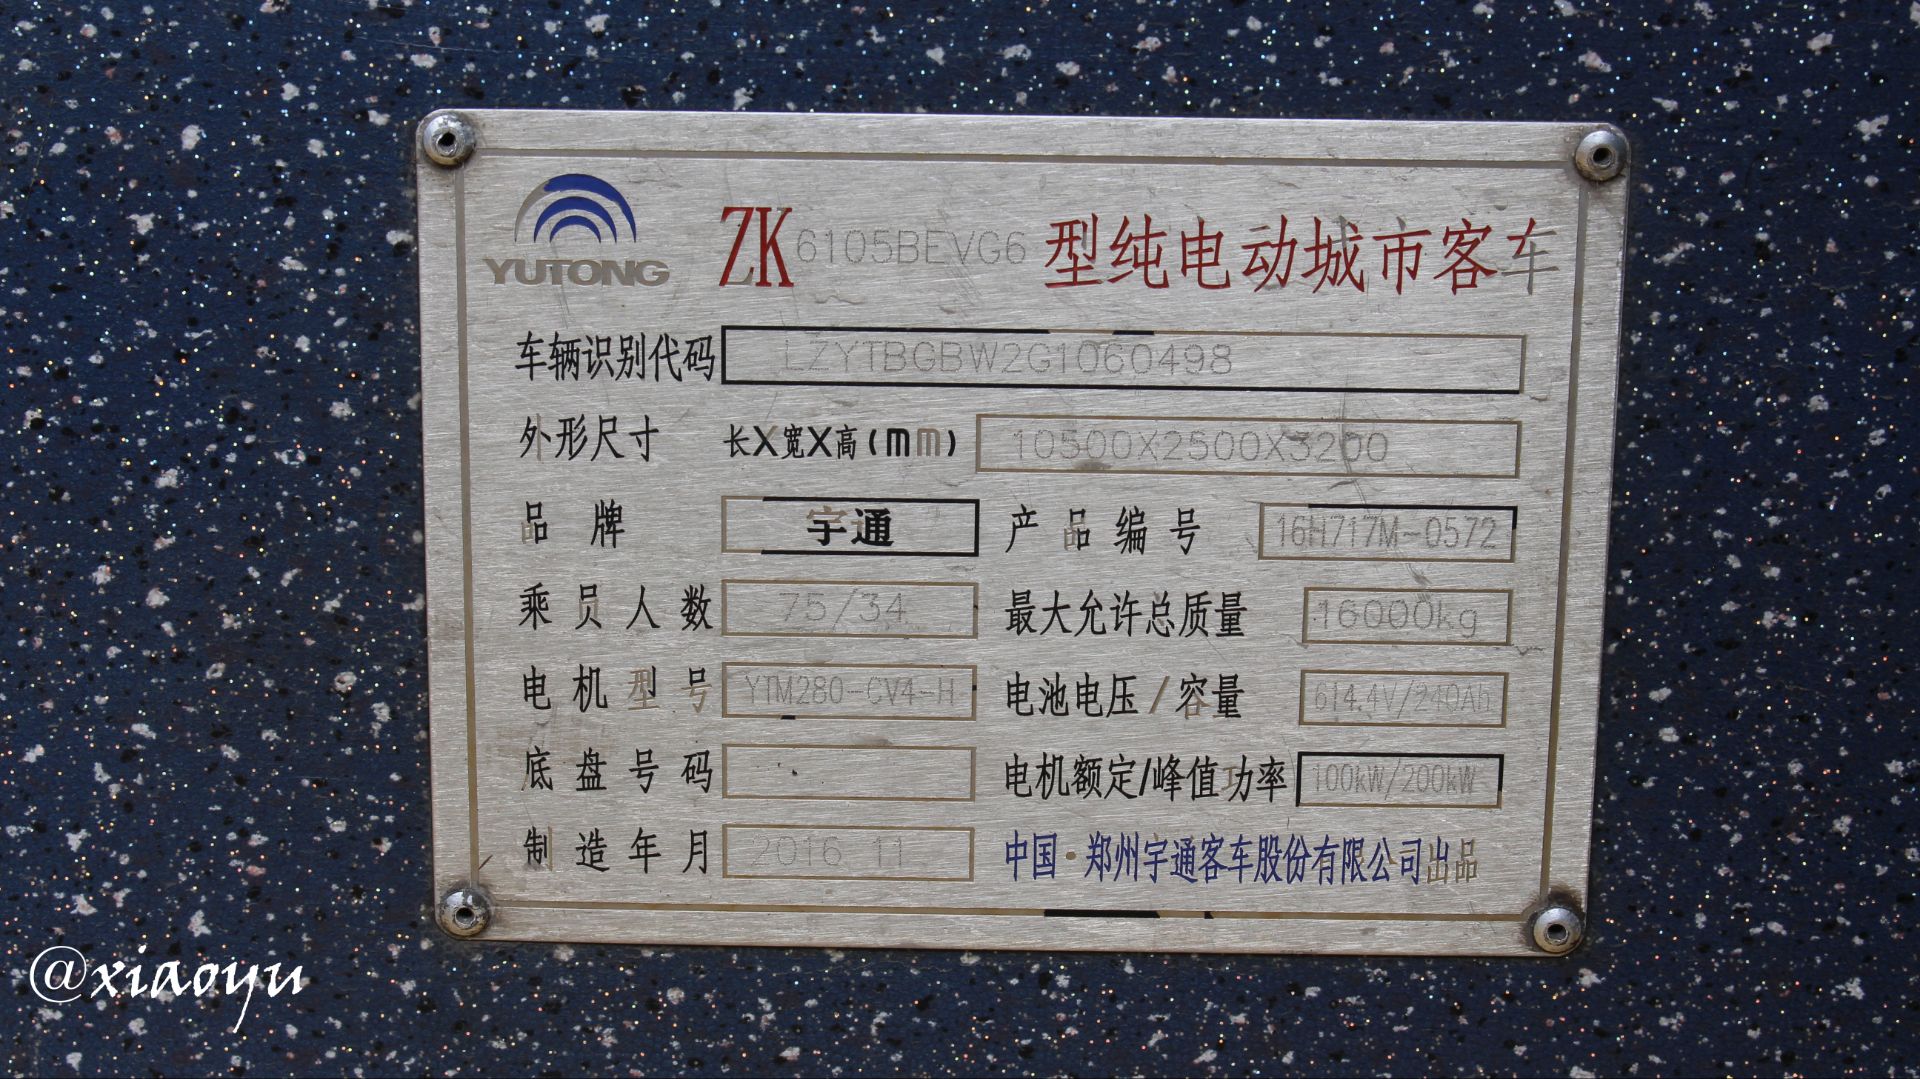 YUTONG
ZK6105BEVG6型纯电动城市客车
车辆识别代码 LZYTBGBW2G1060498
外形尺寸 长X宽X高(mm) 10500X2500X3200
品牌 宇通 产品编号 16H717M-0572
乘员人数 75/34 最大允许总质量 16000kg
电机型号 YTM280-CV4-H 电池电压/容量 614.4V/240Ah
底盘号码 电机额定/峰值功率 100kW/200kW
制造年月 2016 11 中国·郑州宇通客车股份有限公司出品
@xiaoyu